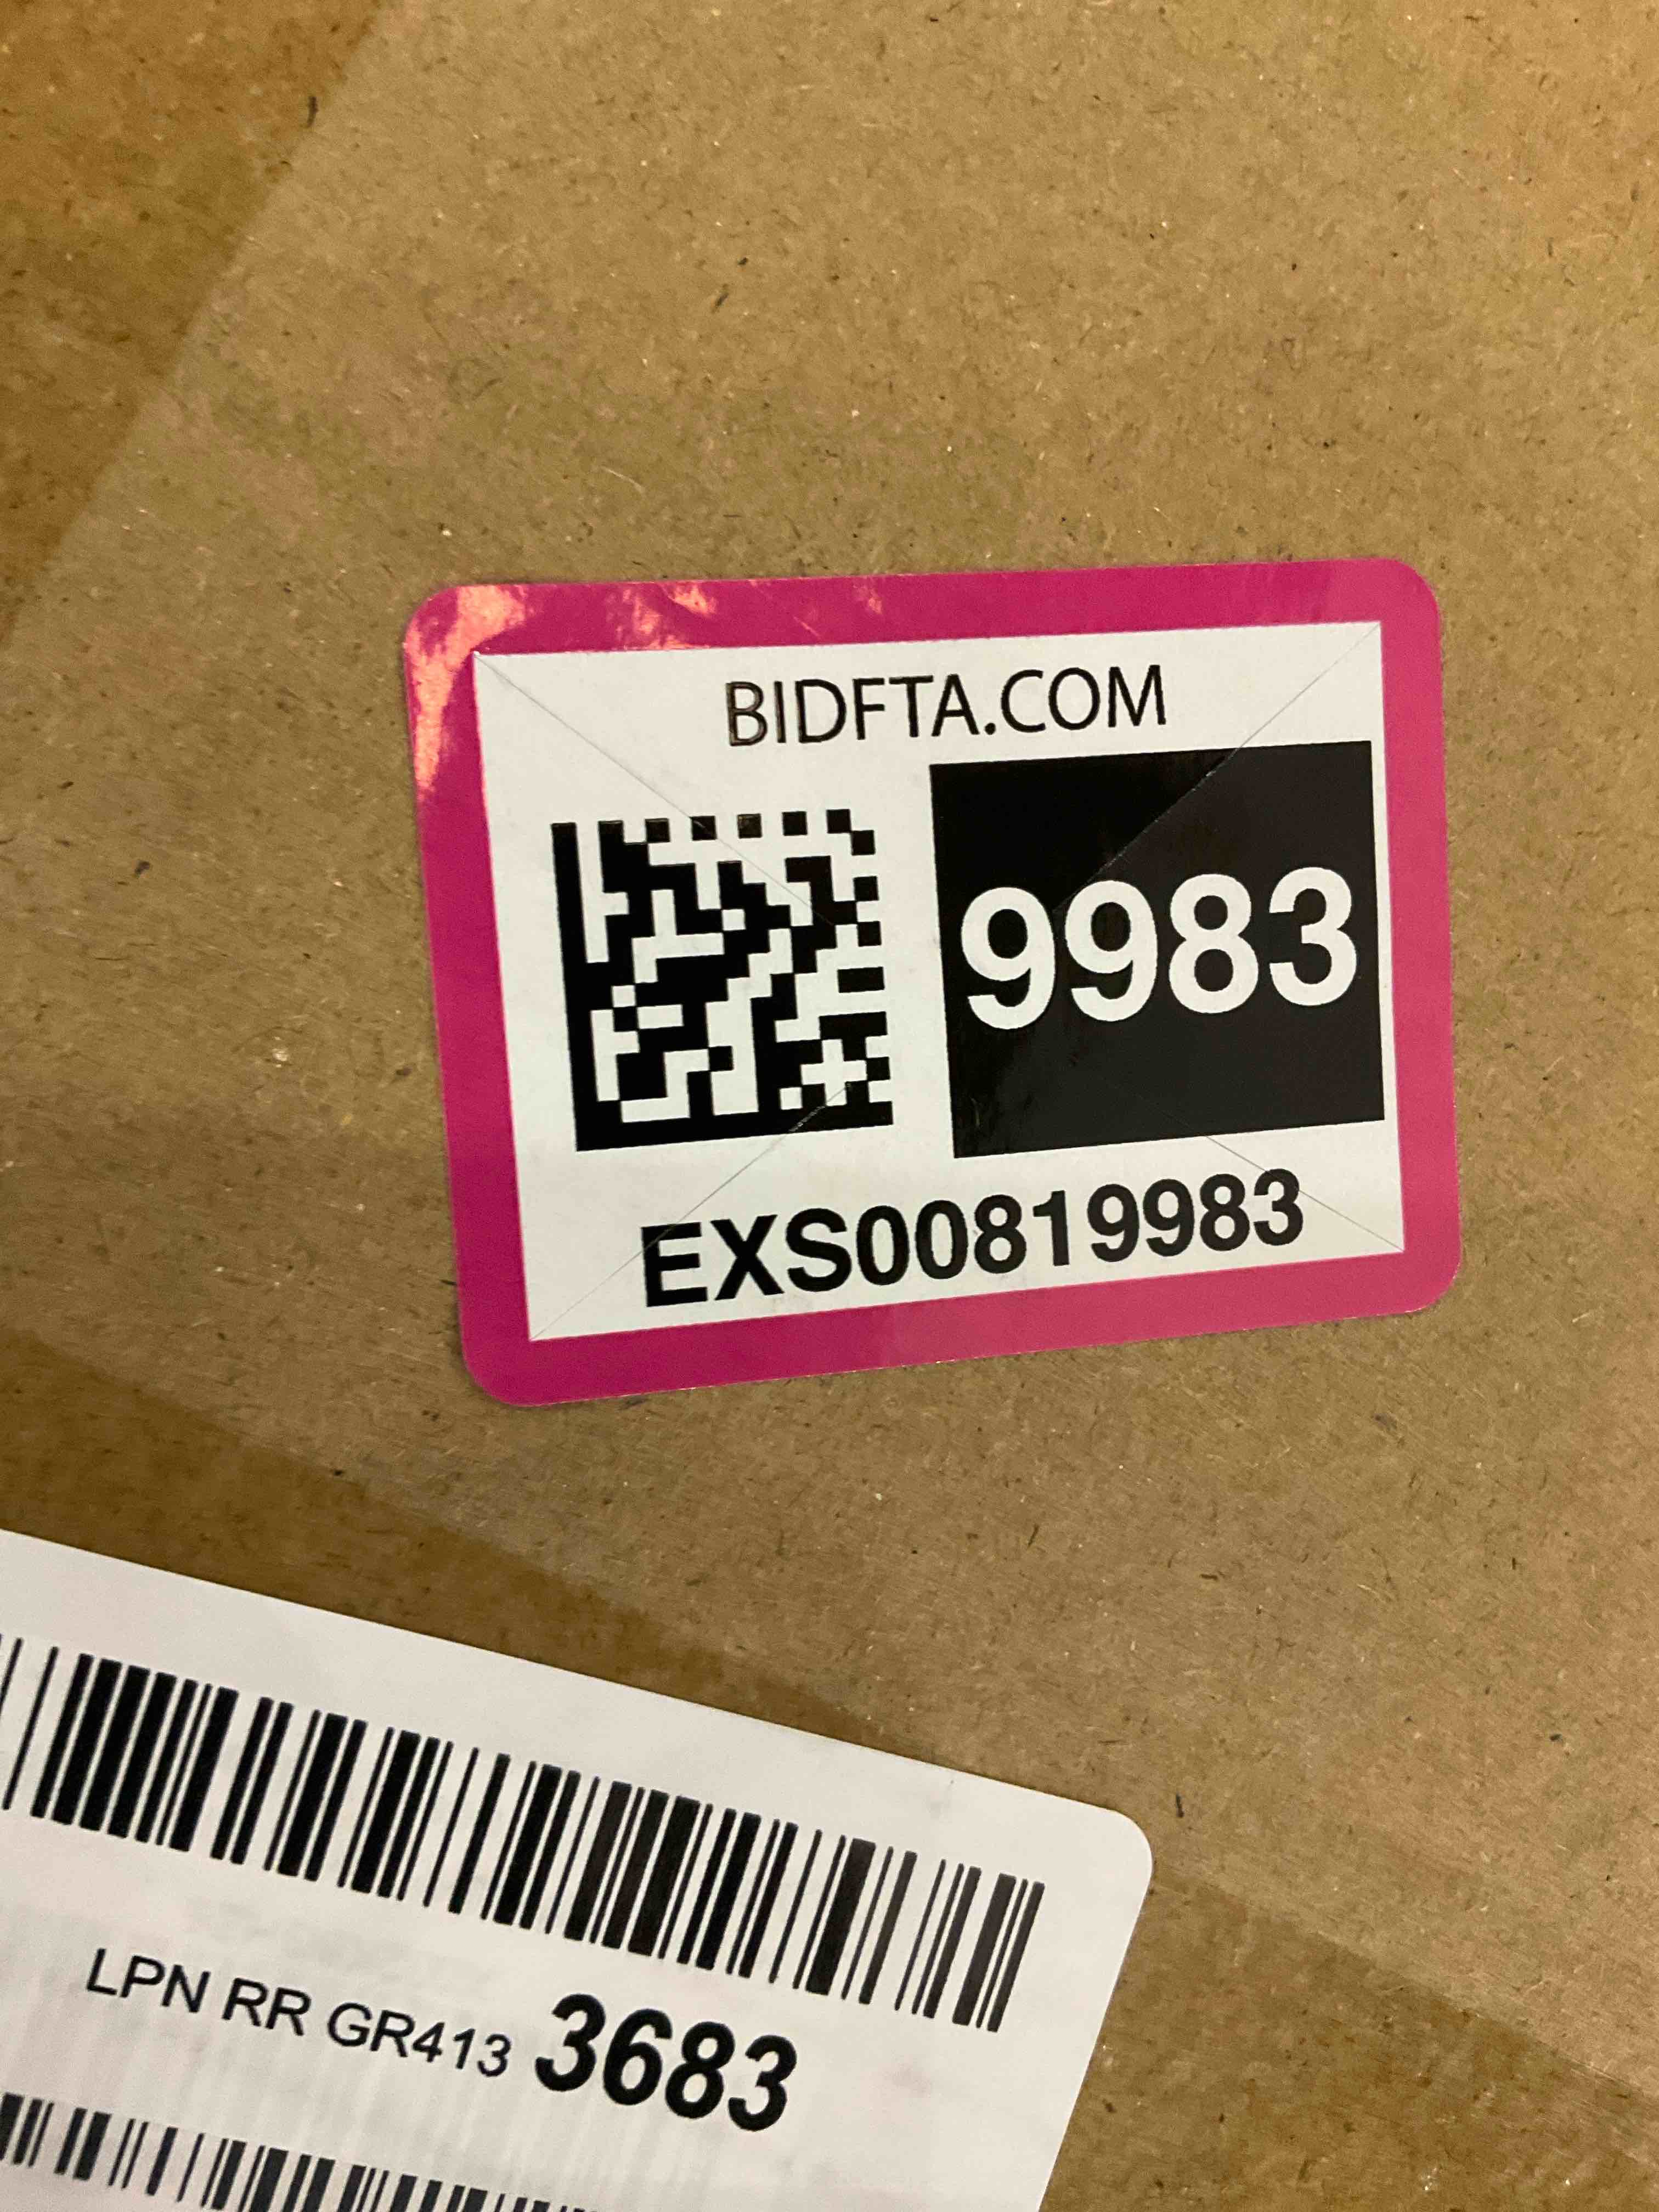 BIDFTA.COM
9983
EXS00819983
LPN RR GR413 3683